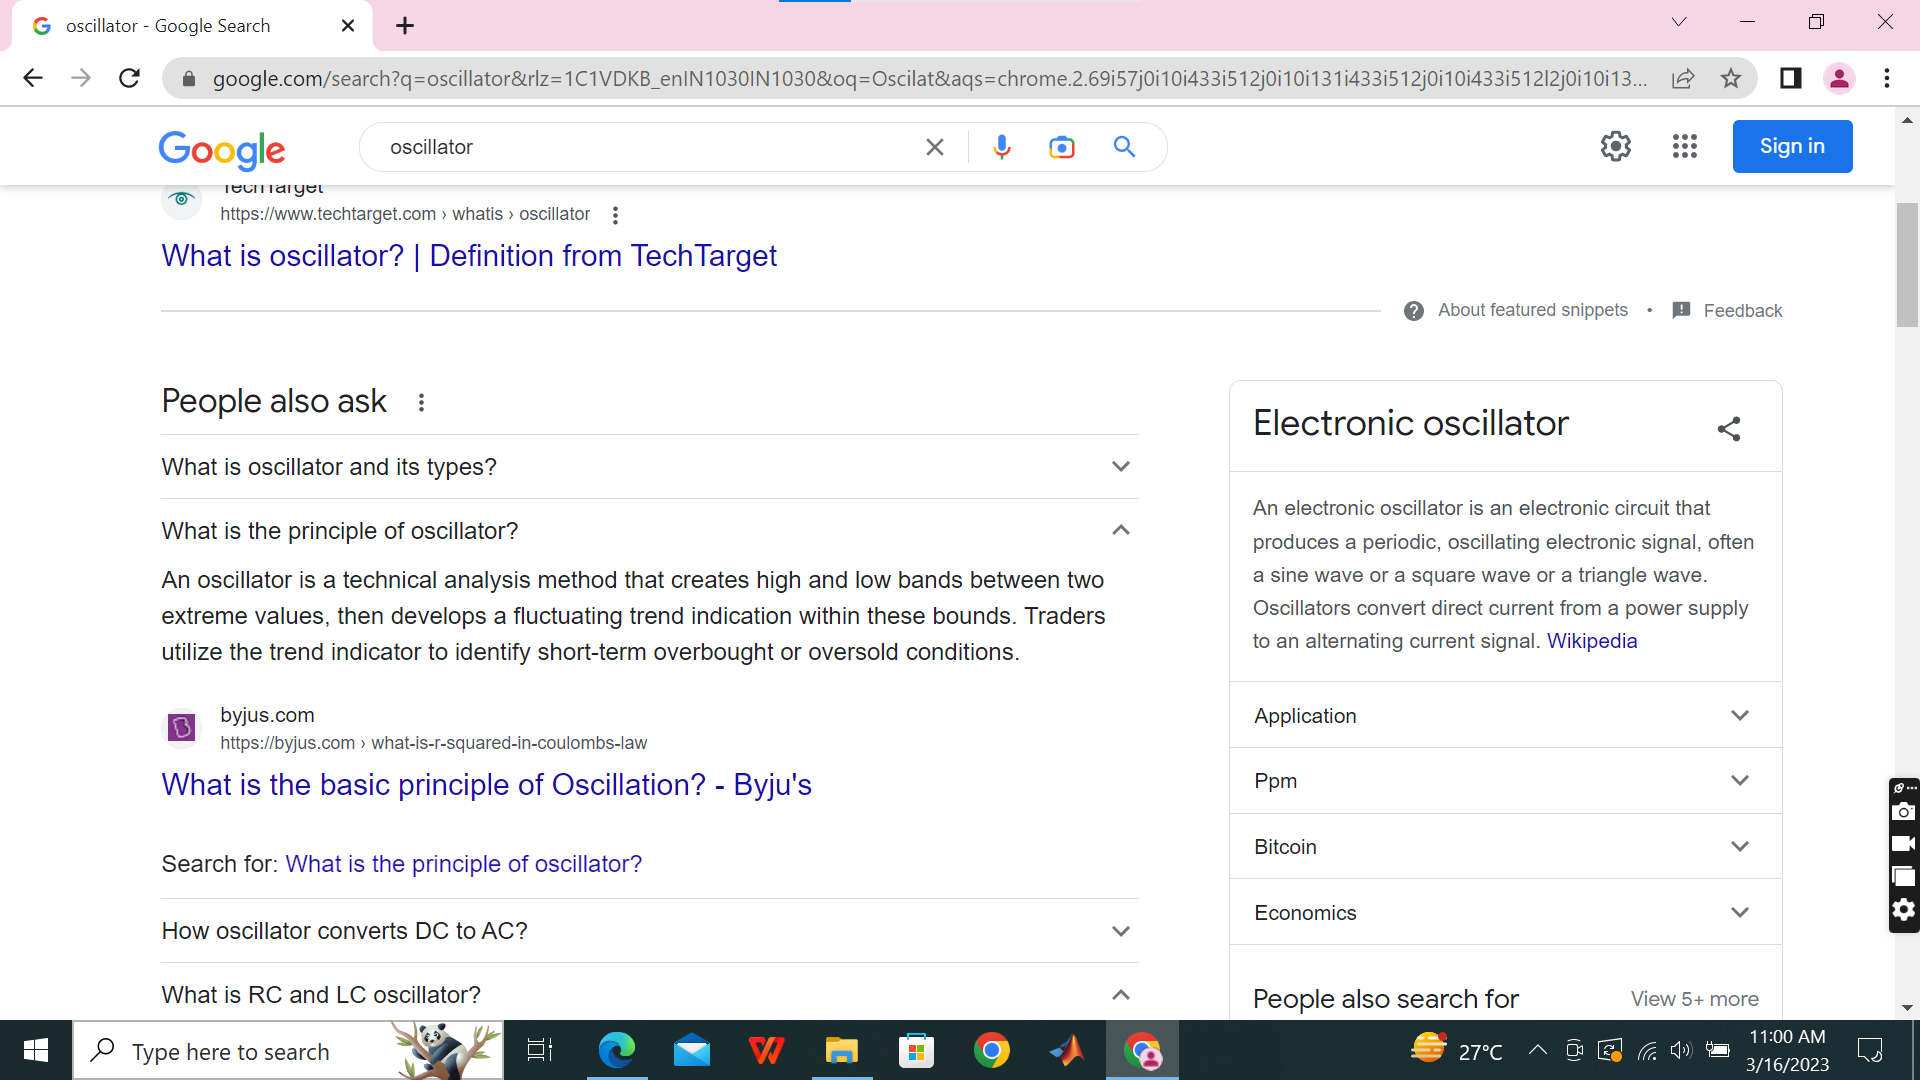 oscillator - Google Search
google.com/search?q=oscillator&rlz=1C1VDKB_enIN1030IN1030&oq=Oscilat&aqs=chrome.2.69i57j0i10i433i512j0i10i131i433i512j0i10i433i512l2j0i10i13...
Google
oscillator
Sign in
TechTarget
https://www.techtarget.com › whatis › oscillator
What is oscillator? | Definition from TechTarget
About featured snippets • Feedback
People also ask
What is oscillator and its types?
What is the principle of oscillator?
An oscillator is a technical analysis method that creates high and low bands between two
extreme values, then develops a fluctuating trend indication within these bounds. Traders
utilize the trend indicator to identify short-term overbought or oversold conditions.
byjus.com
https://byjus.com › what-is-r-squared-in-coulombs-law
What is the basic principle of Oscillation? - Byju's
Search for: What is the principle of oscillator?
How oscillator converts DC to AC?
What is RC and LC oscillator?
Electronic oscillator
An electronic oscillator is an electronic circuit that
produces a periodic, oscillating electronic signal, often
a sine wave or a square wave or a triangle wave.
Oscillators convert direct current from a power supply
to an alternating current signal. Wikipedia
Application
Ppm
Bitcoin
Economics
People also search for
View 5+ more
Type here to search
27°C
11:00 AM
3/16/2023